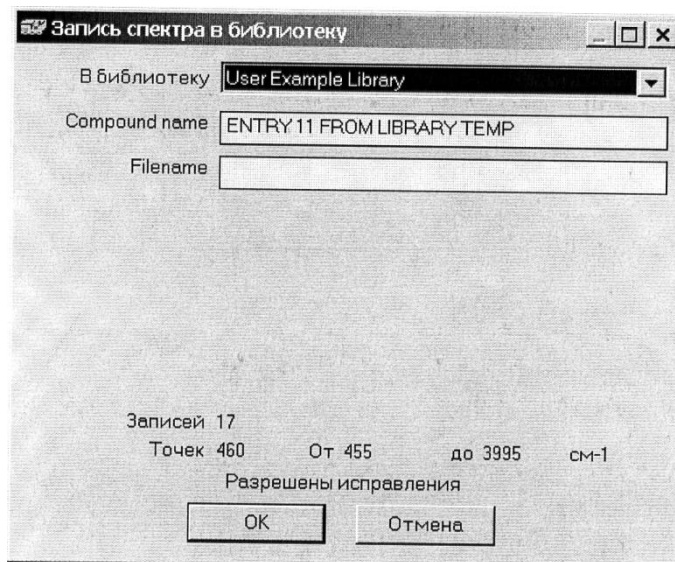 Запись спектра в библиотеку
В библиотеку User Example Library
Compound name ENTRY 11 FROM LIBRARY TEMP
Filename
Записей 17
Точек 460 От 455 до 3995 см-1
Разрешены исправления
OK Отмена